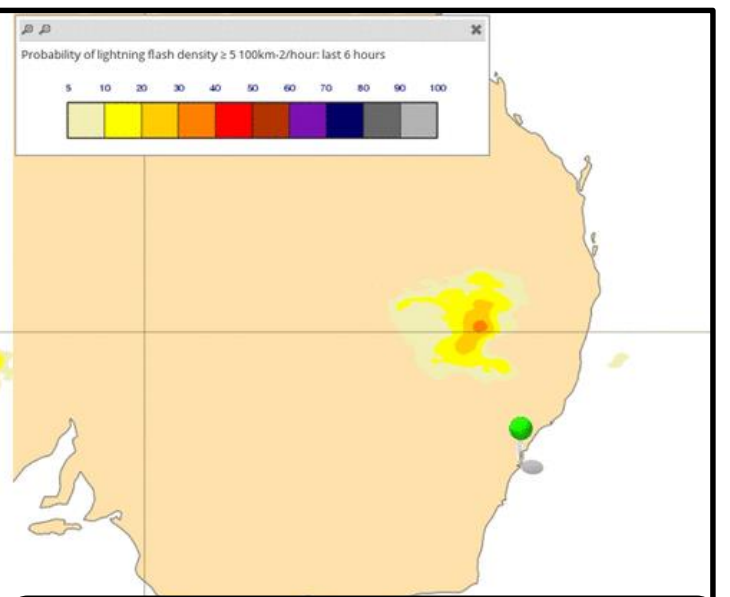 Probability of lightning flash density ≥ 5 100km-2/hour: last 6 hours
5 10 20 30 40 50 60 70 80 90 100